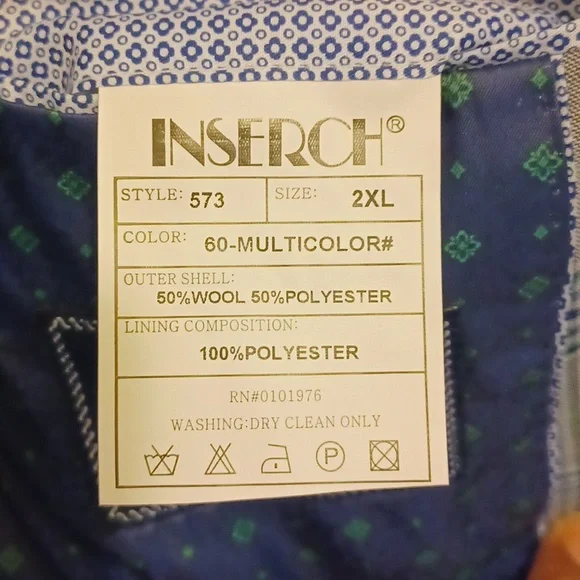 INSERCH®
STYLE: 573 SIZE: 2XL
COLOR: 60-MULTICOLOR#
OUTER SHELL:
50%WOOL 50%POLYESTER
LINING COMPOSITION:
100%POLYESTER
RN#0101976
WASHING:DRY CLEAN ONLY
P